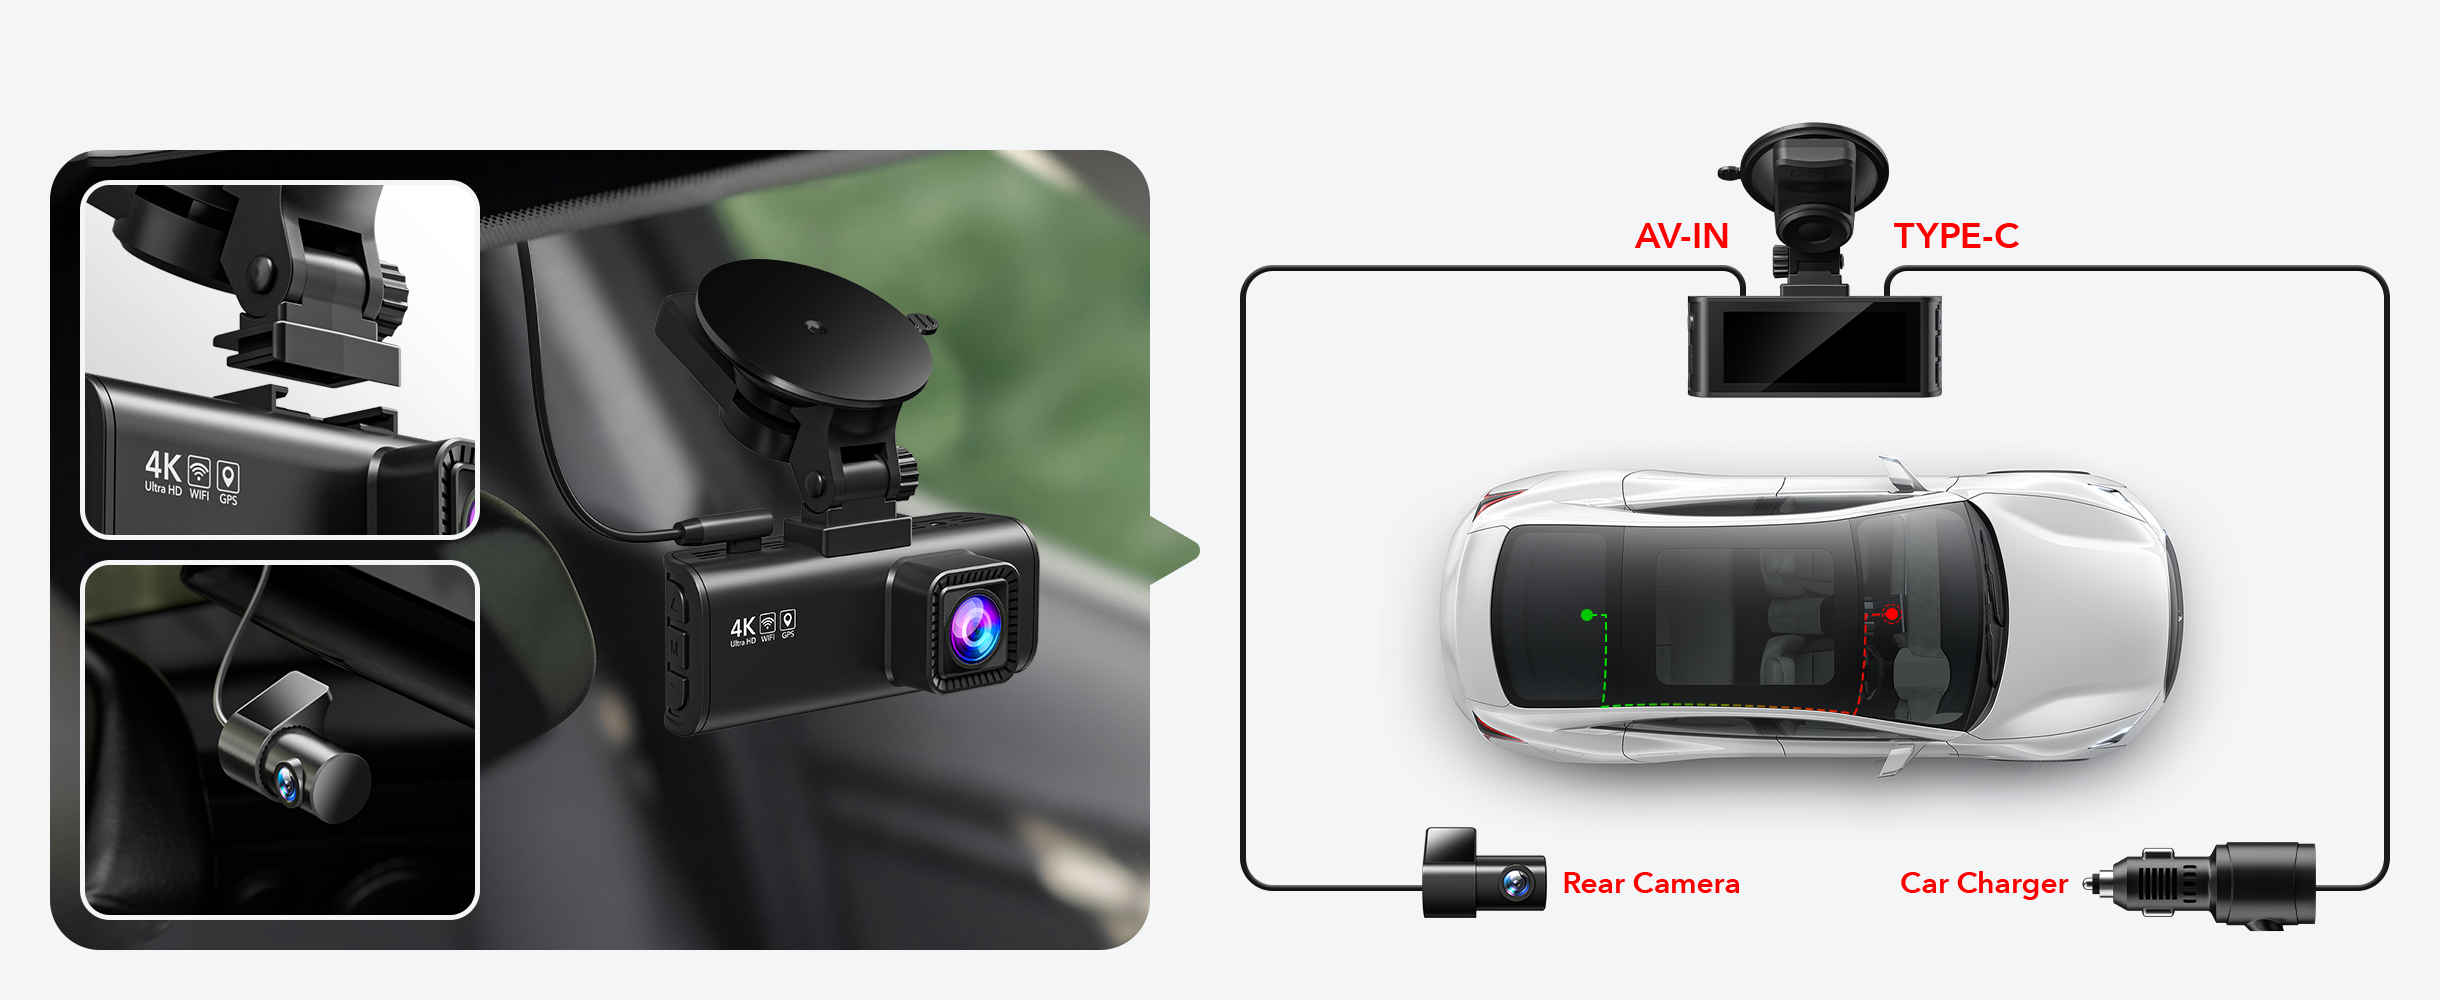 4K
Ultra HD WIFI GPS
4K
Ultra HD WIFI GPS
M
AV-IN
TYPE-C
Rear Camera
Car Charger